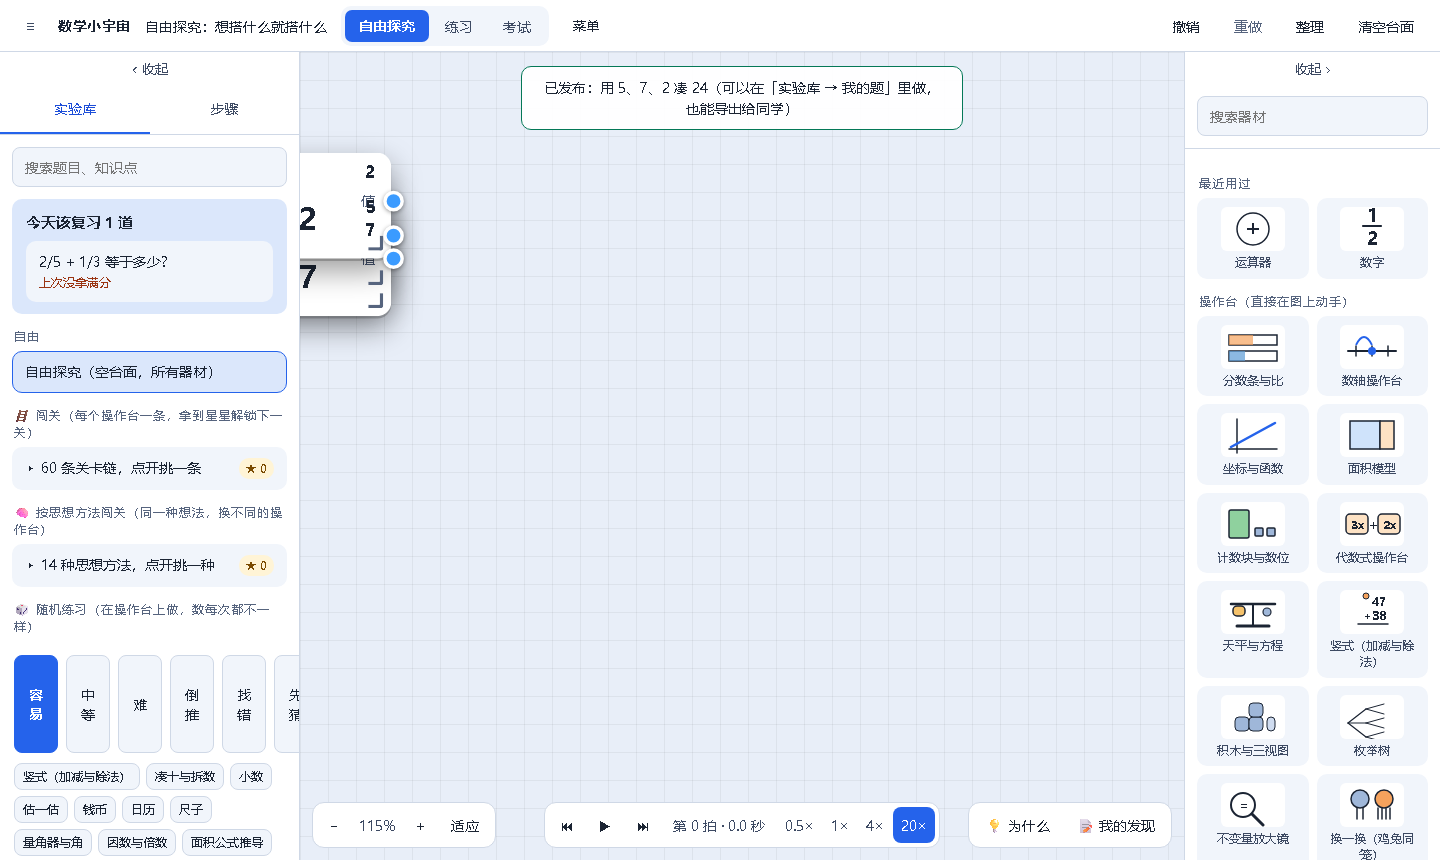 ≡ 数学小宇宙 自由探究：想搭什么就搭什么 自由探究 练习 考试 菜单 撤销 重做 整理 清空台面
‹ 收起
实验库 步骤
搜索题目、知识点
今天该复习 1 道
2/5 + 1/3 等于多少?
上次没拿满分
自由
自由探究（空台面，所有器材）
闯关（每个操作台一条，拿到星星解锁下一
关）
▸ 60 条关卡链，点开挑一条 ★ 0
按思想方法闯关（同一种想法，换不同的操
作台）
▸ 14 种思想方法，点开挑一种 ★ 0
随机练习（在操作台上做，数每次都不一
样）
容易 中等 难 倒推 找错 先猜
竖式（加减与除法） 凑十与拆数 小数
估一估 钱币 日历 尺子
量角器与角 因数与倍数 面积公式推导
已发布：用 5、7、2 凑 24（可以在「实验库 → 我的题」里做，
也能导出给同学）
2
值
5
2
7
值
7
− 115% + 适应
⏮ ▶ ⏭ 第 0 拍 · 0.0 秒 0.5× 1× 4× 20×
为什么 我的发现
收起 ›
搜索器材
最近用过
运算器
1
2
数字
操作台（直接在图上动手）
分数条与比 数轴操作台
坐标与函数 面积模型
计数块与数位
3x + 2x
代数式操作台
天平与方程
47
+38
竖式（加减与除
法）
积木与三视图 枚举树
=
不变量放大镜 换一换（鸡兔同
笼）